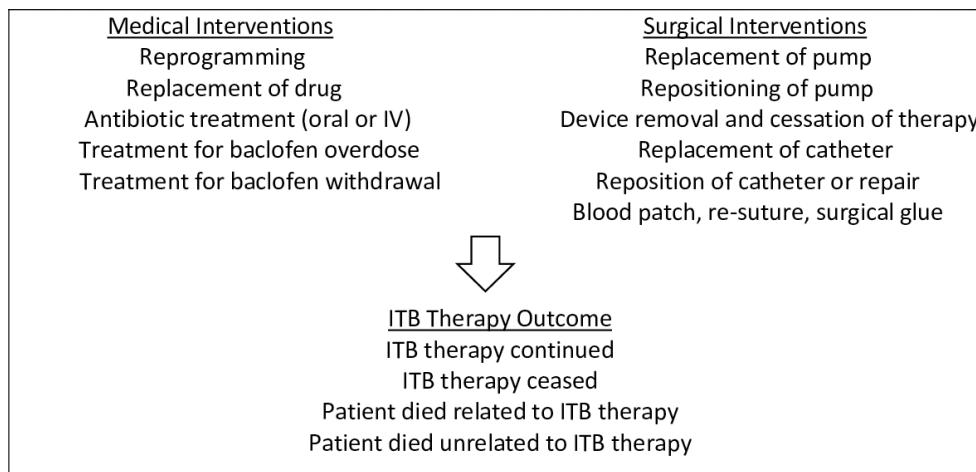 Medical Interventions
Reprogramming
Replacement of drug
Antibiotic treatment (oral or IV)
Treatment for baclofen overdose
Treatment for baclofen withdrawal
Surgical Interventions
Replacement of pump
Repositioning of pump
Device removal and cessation of therapy
Replacement of catheter
Reposition of catheter or repair
Blood patch, re-suture, surgical glue
ITB Therapy Outcome
ITB therapy continued
ITB therapy ceased
Patient died related to ITB therapy
Patient died unrelated to ITB therapy